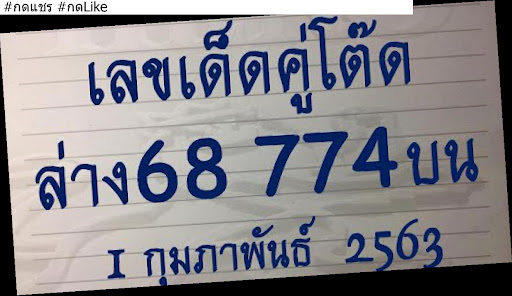 #กดแชร #กดLike
เลขเด็ดคู่โต๊ด
ล่าง68 774บน
1 กุมภาพันธ์ 2563